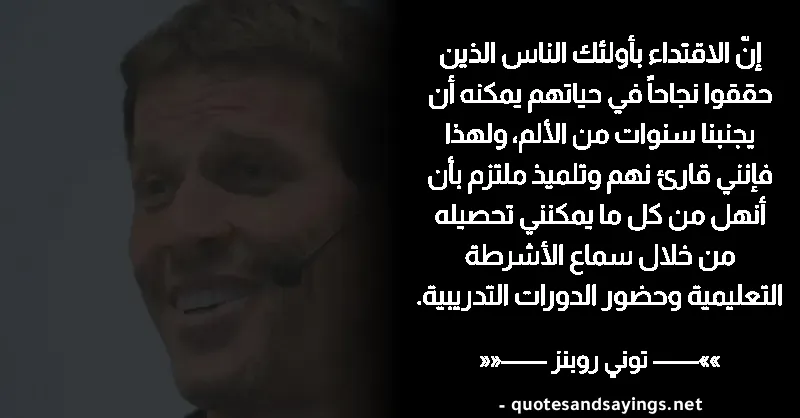 إنّ الاقتداء بأولئك الناس الذين
حققوا نجاحاً في حياتهم يمكنه أن
يجنبنا سنوات من الألم، ولهذا
فإنني قارئ نهم وتلميذ ملتزم بأن
أنهل من كل ما يمكنني تحصيله
من خلال سماع الأشرطة
التعليمية وحضور الدورات التدريبية.
»»—— توني روبنز ——««
- quotesandsayings.net